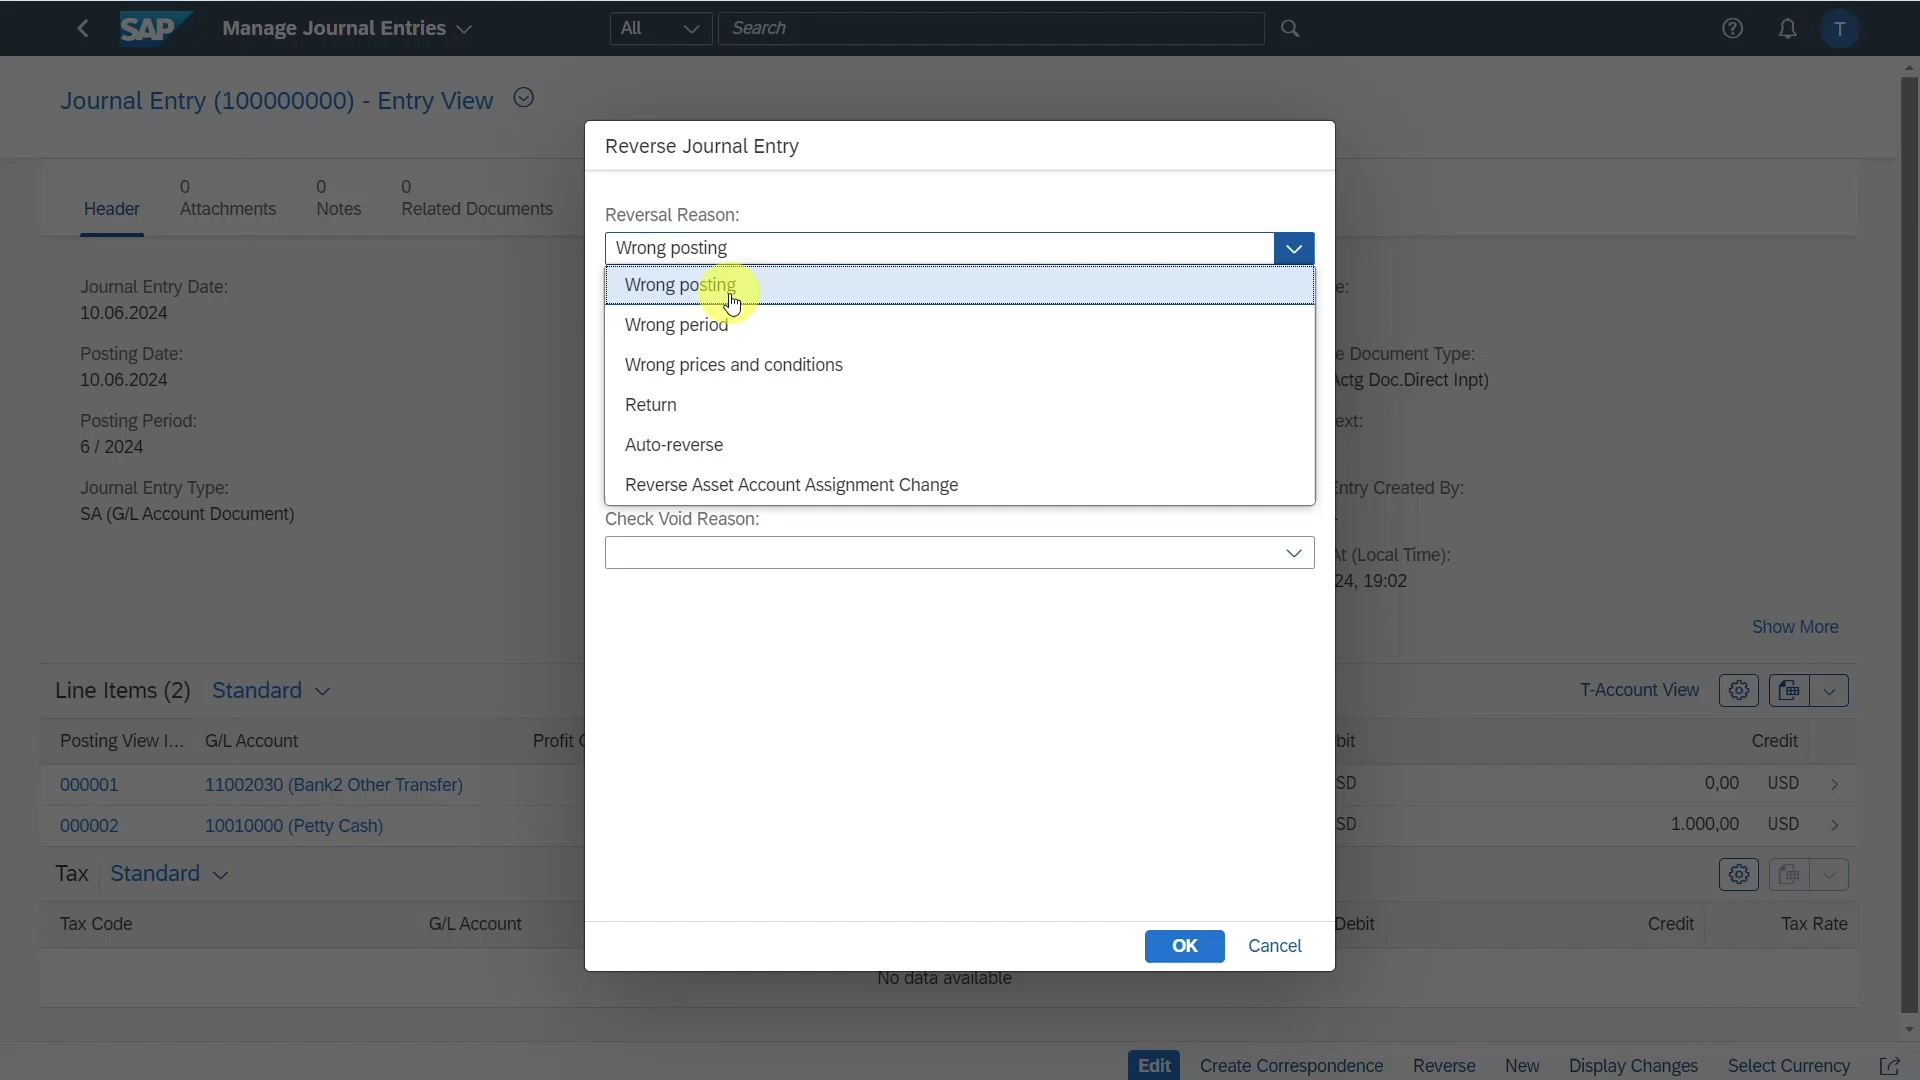 SAP
Manage Journal Entries
All
Search
T
Journal Entry (100000000) - Entry View
Header
0
Attachments
0
Notes
0
Related Documents
Journal Entry Date:
10.06.2024
Posting Date:
10.06.2024
Posting Period:
6 / 2024
Journal Entry Type:
SA (G/L Account Document)
Reverse Journal Entry
Reversal Reason:
Wrong posting
Wrong posting
Wrong period
Wrong prices and conditions
Return
Auto-reverse
Reverse Asset Account Assignment Change
Check Void Reason:
OK
Cancel
e:
e Document Type:
Actg Doc.Direct Inpt)
ext:
Entry Created By:
At (Local Time):
24, 19:02
Show More
Line Items (2) Standard
T-Account View
Posting View I... G/L Account Profit C bit Credit
000001 11002030 (Bank2 Other Transfer) SD 0,00 USD
000002 10010000 (Petty Cash) SD 1.000,00 USD
Tax Standard
Tax Code G/L Account Debit Credit Tax Rate
No data available
Edit Create Correspondence Reverse New Display Changes Select Currency